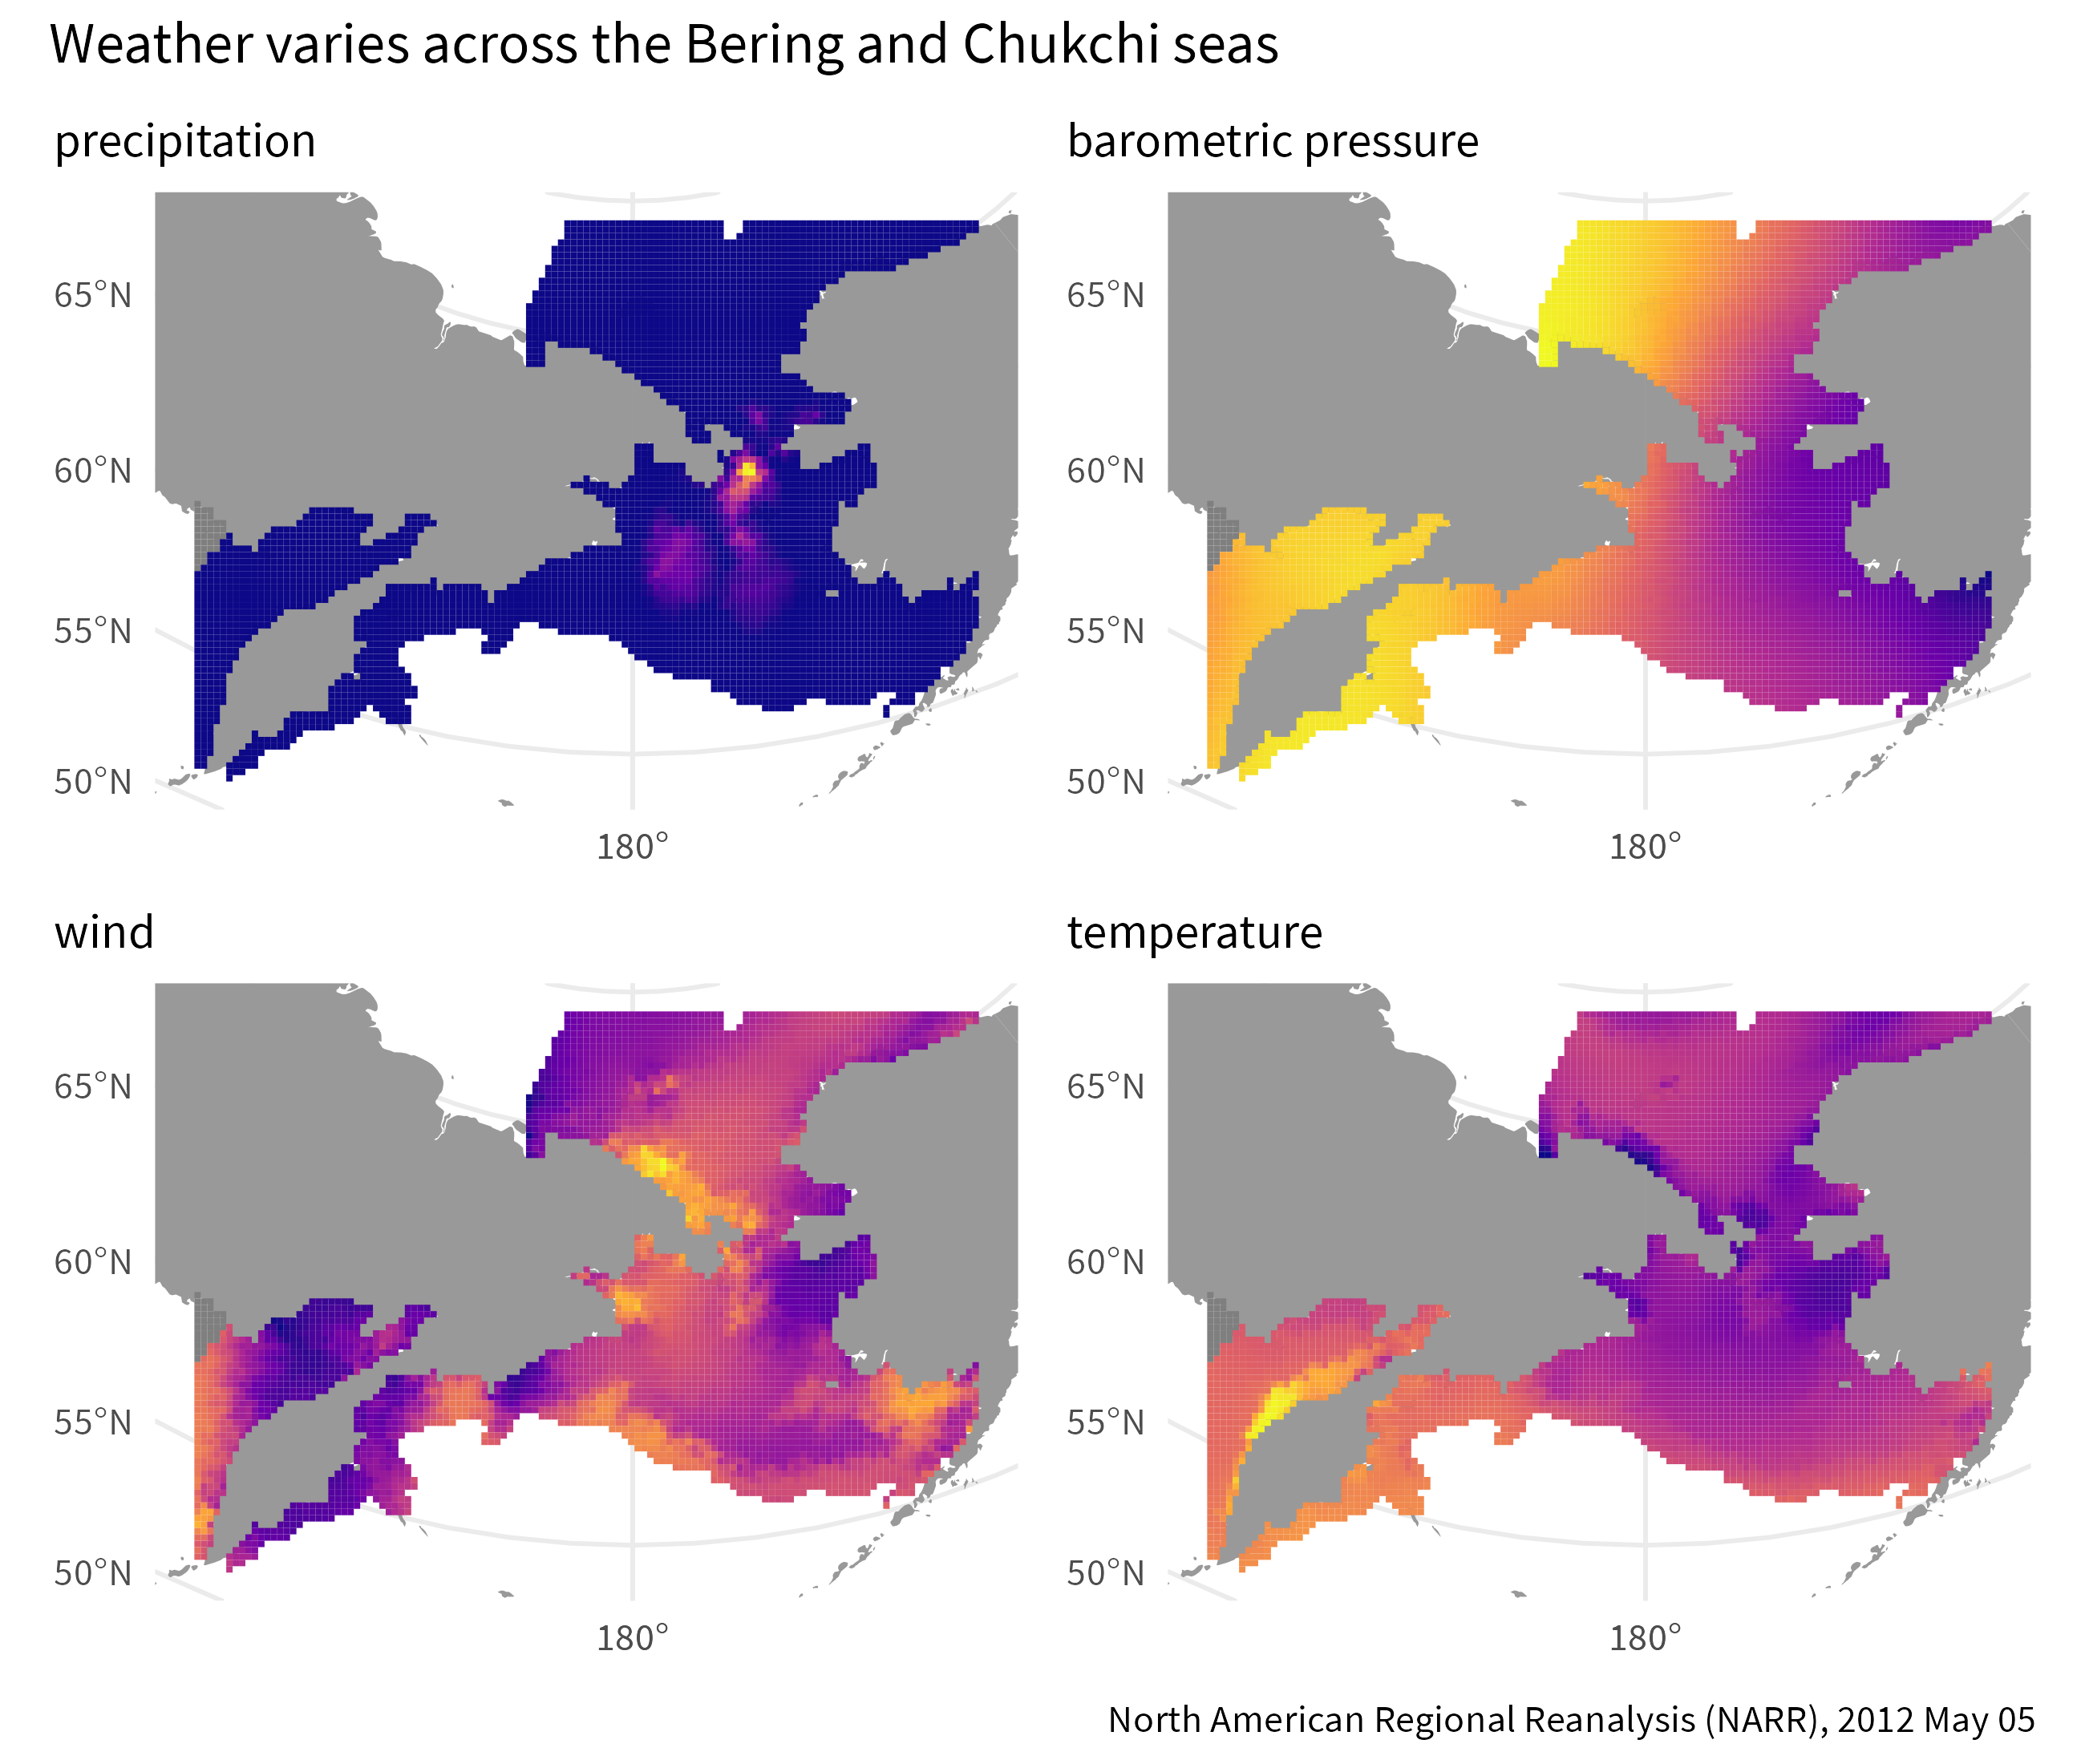 Weather varies across the Bering and Chukchi seas
precipitation
65°N
60°N
55°N
50°N
180°
barometric pressure
65°N
60°N
55°N
50°N
180°
wind
65°N
60°N
55°N
50°N
180°
temperature
65°N
60°N
55°N
50°N
180°
North American Regional Reanalysis (NARR), 2012 May 05